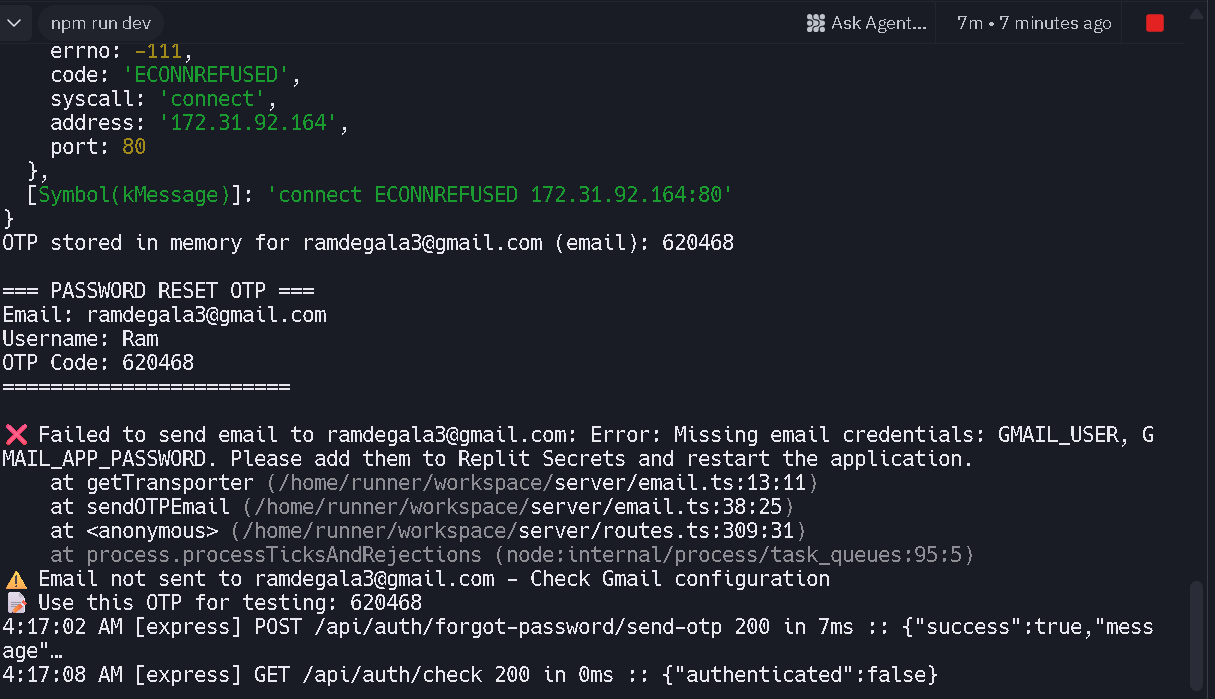 npm run dev
Ask Agent...
7m • 7 minutes ago
errno: -111,
code: 'ECONNREFUSED',
syscall: 'connect',
address: '172.31.92.164',
port: 80
},
[Symbol(kMessage)]: 'connect ECONNREFUSED 172.31.92.164:80'
}
OTP stored in memory for ramdegala3@gmail.com (email): 620468
=== PASSWORD RESET OTP ===
Email: ramdegala3@gmail.com
Username: Ram
OTP Code: 620468
========================
❌ Failed to send email to ramdegala3@gmail.com: Error: Missing email credentials: GMAIL_USER, G
MAIL_APP_PASSWORD. Please add them to Replit Secrets and restart the application.
at getTransporter (/home/runner/workspace/server/email.ts:13:11)
at sendOTPEmail (/home/runner/workspace/server/email.ts:38:25)
at <anonymous> (/home/runner/workspace/server/routes.ts:309:31)
at process.processTicksAndRejections (node:internal/process/task_queues:95:5)
⚠️ Email not sent to ramdegala3@gmail.com - Check Gmail configuration
📝 Use this OTP for testing: 620468
4:17:02 AM [express] POST /api/auth/forgot-password/send-otp 200 in 7ms :: {"success":true,"mess
age"…
4:17:08 AM [express] GET /api/auth/check 200 in 0ms :: {"authenticated":false}